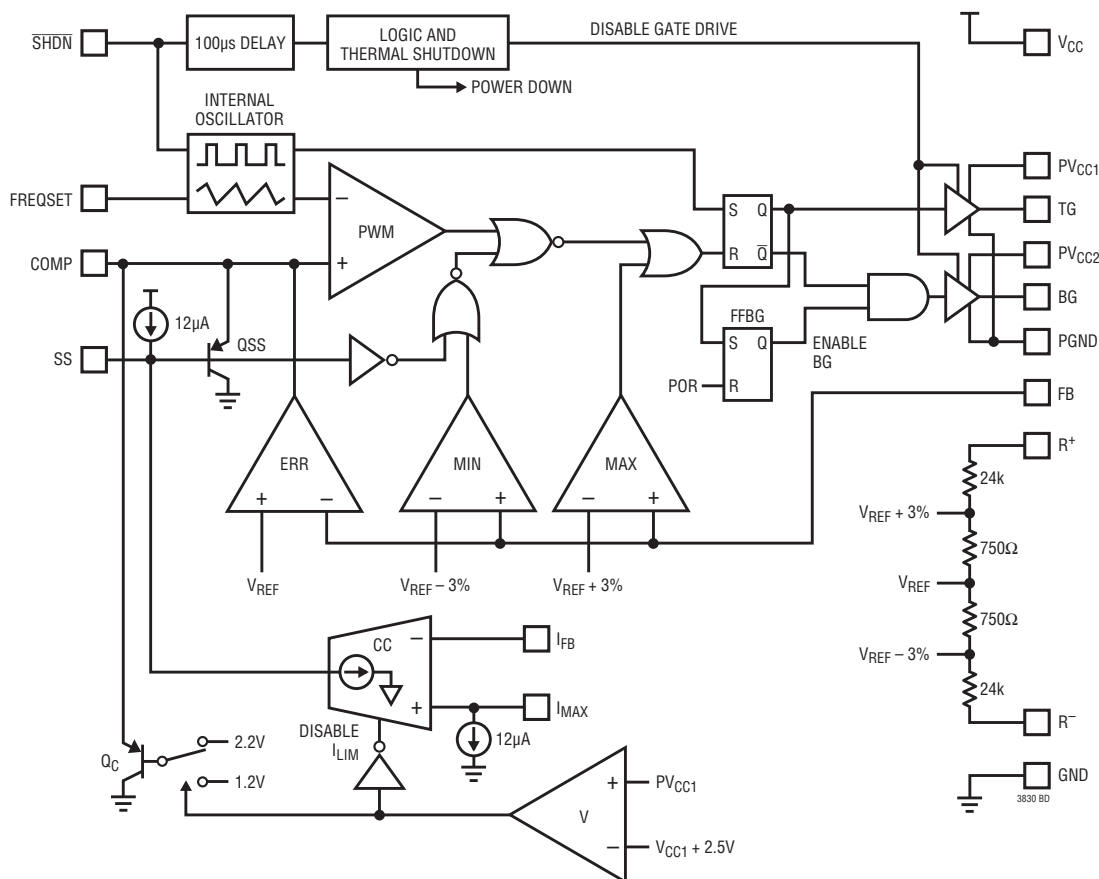 SHDN
100µs DELAY
LOGIC AND
THERMAL SHUTDOWN
DISABLE GATE DRIVE
POWER DOWN
VCC
INTERNAL
OSCILLATOR
FREQSET
COMP
12µA
SS
QSS
–
+
PWM
S Q
R Q
FFBG
S Q
R
POR
ENABLE
BG
PVCC1
TG
PVCC2
BG
PGND
FB
ERR
+ –
MIN
– +
MAX
– +
VREF
VREF – 3%
VREF + 3%
R+
24k
VREF + 3%
750Ω
VREF
750Ω
VREF – 3%
24k
R–
GND
3830 BD
CC
–
+
IFB
IMAX
12µA
DISABLE
ILIM
QC
2.2V
1.2V
V
+
–
PVCC1
VCC1 + 2.5V